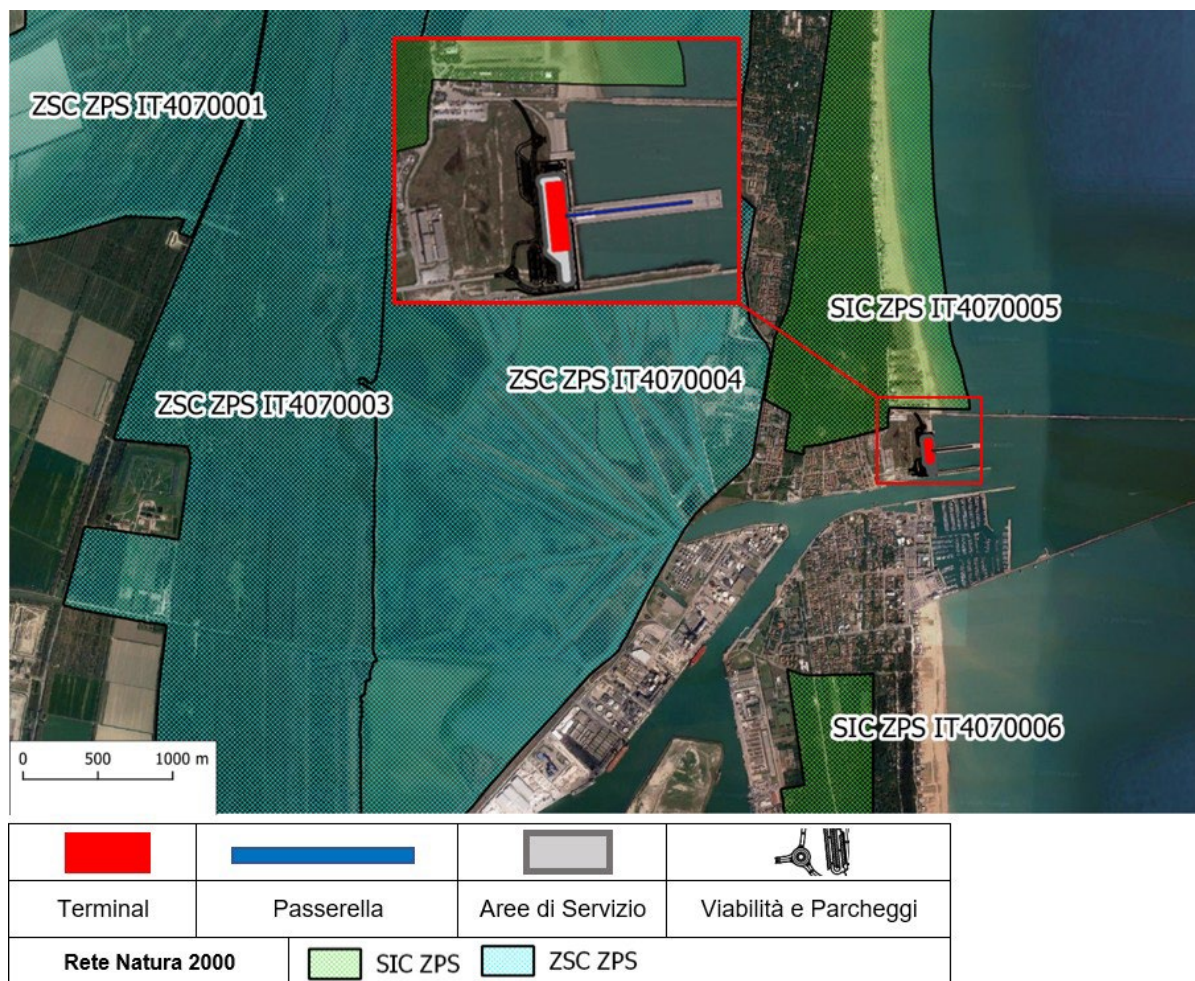 ZSC ZPS IT4070001
SIC ZPS IT4070005
ZSC ZPS IT4070004
ZSC ZPS IT4070003
SIC ZPS IT4070006
0 500 1000 m
Terminal Passerella Aree di Servizio Viabilità e Parcheggi
Rete Natura 2000 SIC ZPS ZSC ZPS